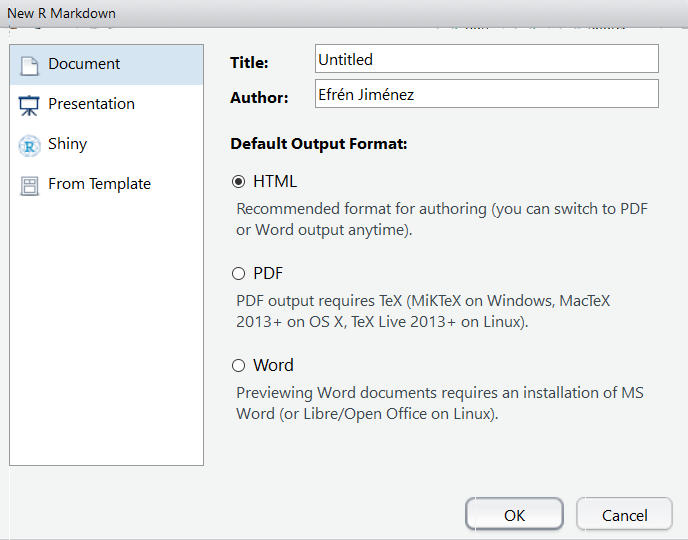 New R Markdown
Document
Presentation
Shiny
From Template
Title:
Untitled
Author:
Efrén Jiménez
Default Output Format:
HTML
Recommended format for authoring (you can switch to PDF
or Word output anytime).
PDF
PDF output requires TeX (MiKTeX on Windows, MacTeX
2013+ on OS X, TeX Live 2013+ on Linux).
Word
Previewing Word documents requires an installation of MS
Word (or Libre/Open Office on Linux).
OK
Cancel